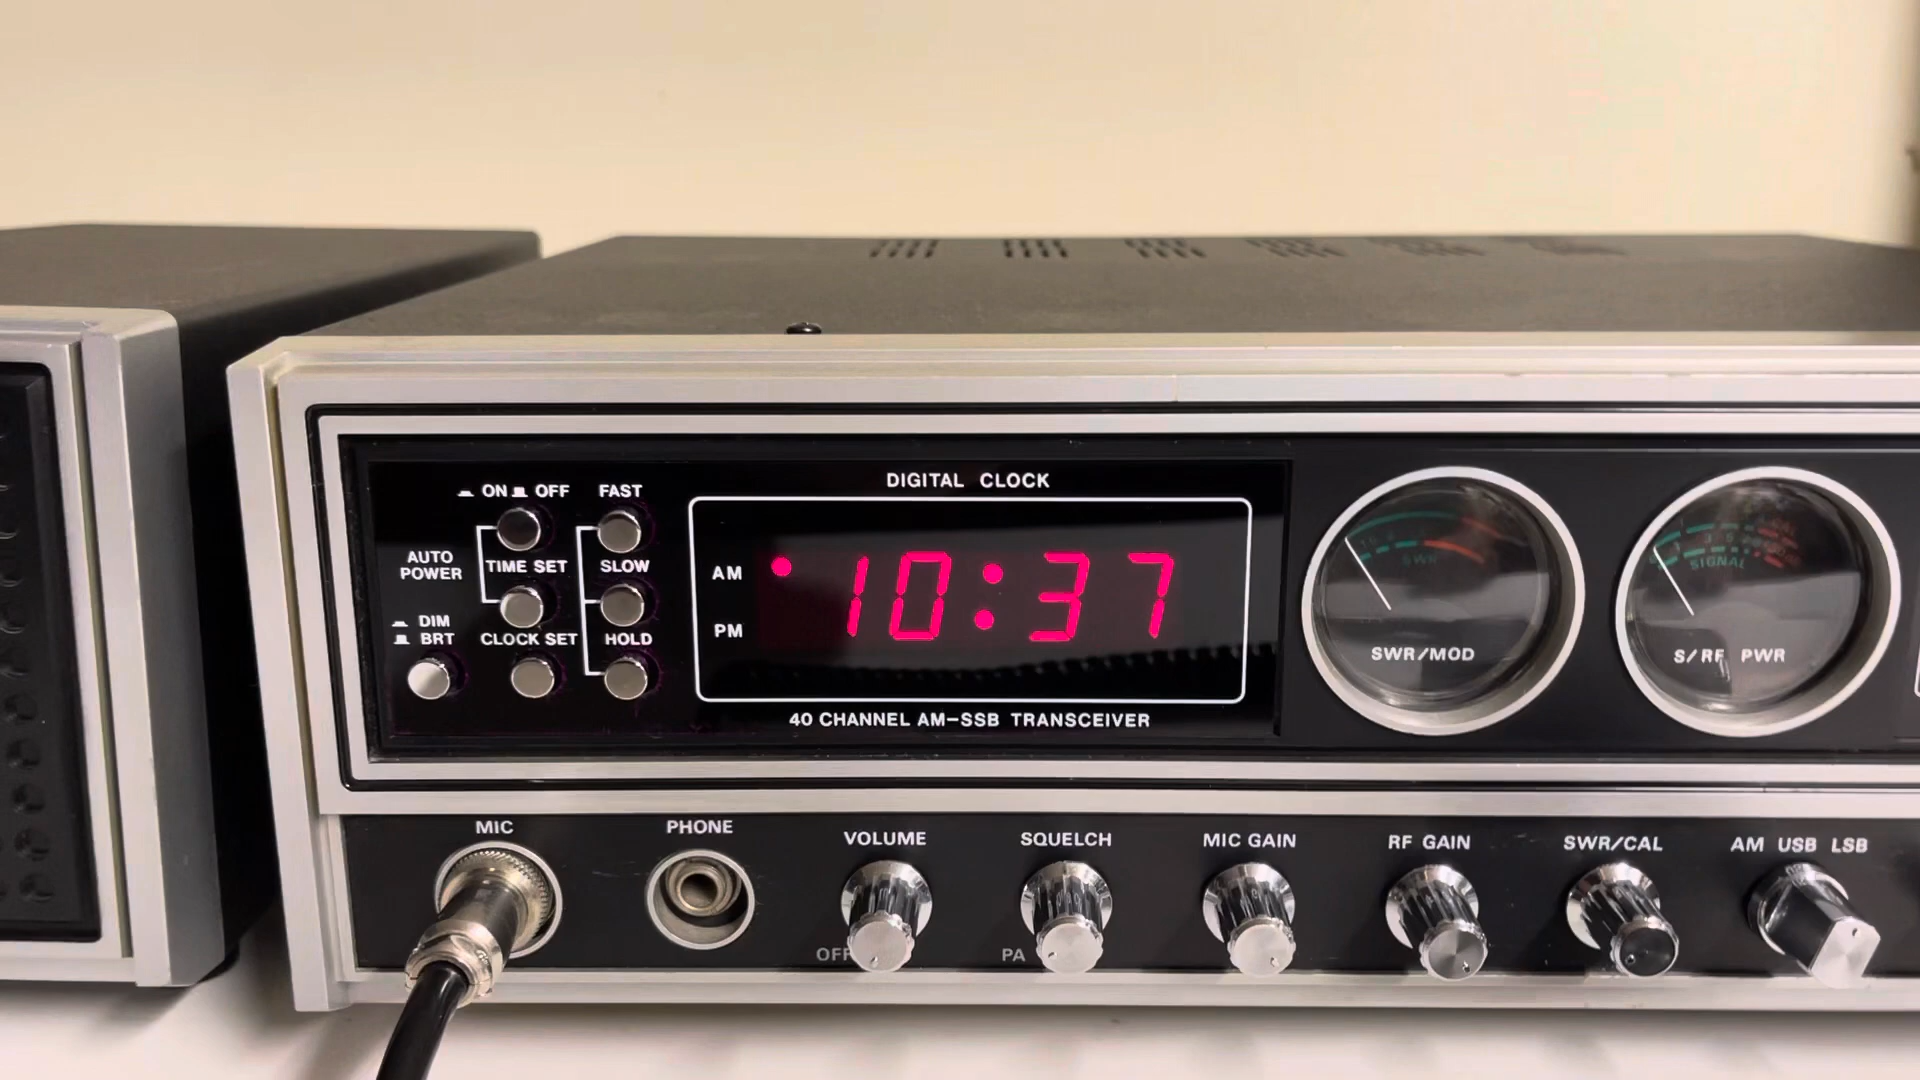 DIGITAL CLOCK
ON OFF FAST
AUTO POWER
TIME SET SLOW
DIM
BRT
CLOCK SET HOLD
AM
PM
10:37
40 CHANNEL AM-SSB TRANSCEIVER
SWR
SWR/MOD
SIGNAL
S/RF PWR
MIC PHONE VOLUME SQUELCH MIC GAIN RF GAIN SWR/CAL AM USB LSB
OFF PA